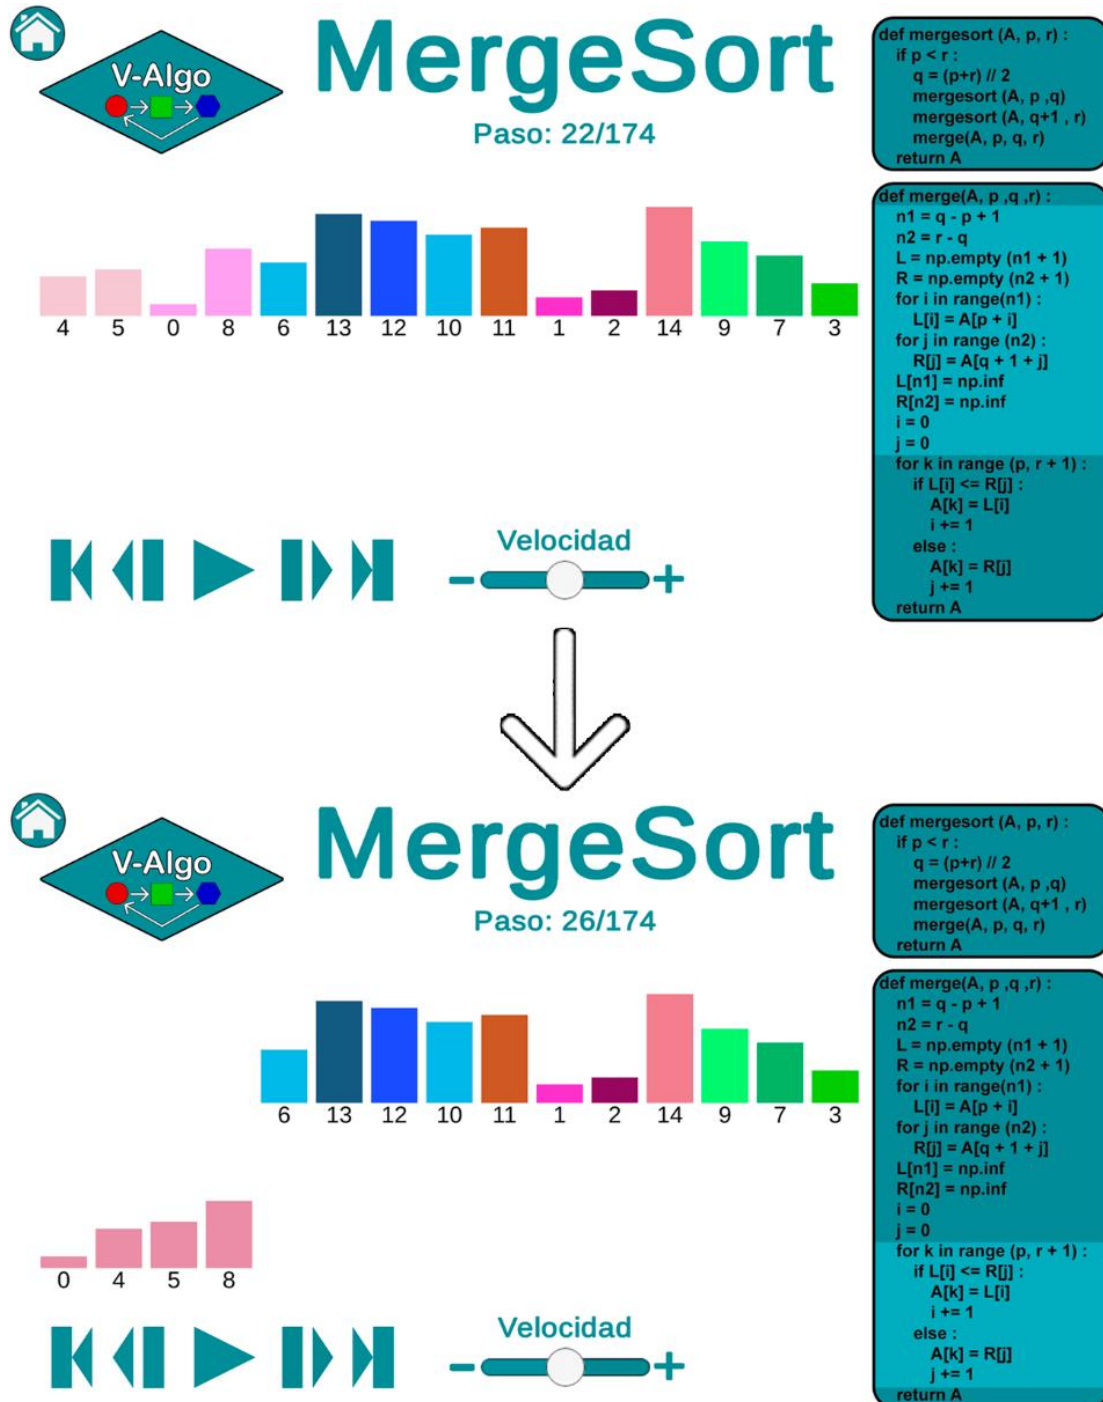 V-Algo
MergeSort
Paso: 22/174
def mergesort (A, p, r) :
if p < r :
q = (p+r) // 2
mergesort (A, p ,q)
mergesort (A, q+1 , r)
merge(A, p, q, r)
return A
4 5 0 8 6 13 12 10 11 1 2 14 9 7 3
def merge(A, p ,q ,r) :
n1 = q - p + 1
n2 = r - q
L = np.empty (n1 + 1)
R = np.empty (n2 + 1)
for i in range(n1) :
L[i] = A[p + i]
for j in range (n2) :
R[j] = A[q + 1 + j]
L[n1] = np.inf
R[n2] = np.inf
i = 0
j = 0
for k in range (p, r + 1) :
if L[i] <= R[j] :
A[k] = L[i]
i += 1
else :
A[k] = R[j]
j += 1
return A
Velocidad
- +
V-Algo
MergeSort
Paso: 26/174
def mergesort (A, p, r) :
if p < r :
q = (p+r) // 2
mergesort (A, p ,q)
mergesort (A, q+1 , r)
merge(A, p, q, r)
return A
6 13 12 10 11 1 2 14 9 7 3
0 4 5 8
def merge(A, p ,q ,r) :
n1 = q - p + 1
n2 = r - q
L = np.empty (n1 + 1)
R = np.empty (n2 + 1)
for i in range(n1) :
L[i] = A[p + i]
for j in range (n2) :
R[j] = A[q + 1 + j]
L[n1] = np.inf
R[n2] = np.inf
i = 0
j = 0
for k in range (p, r + 1) :
if L[i] <= R[j] :
A[k] = L[i]
i += 1
else :
A[k] = R[j]
j += 1
return A
Velocidad
- +